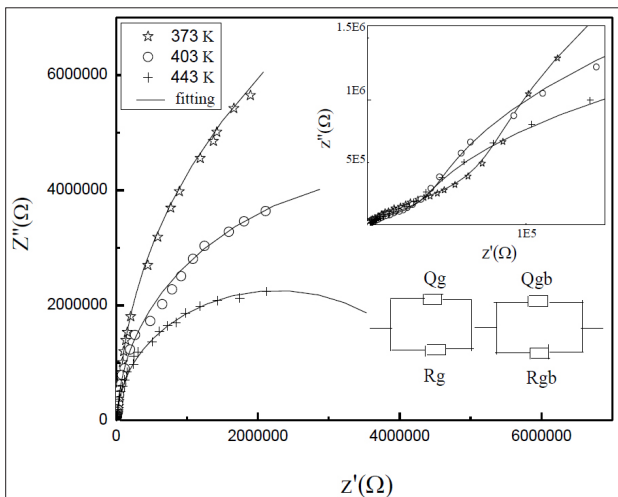 373 K
403 K
443 K
fitting
6000000
4000000
2000000
0
Z''(Ω)
0
2000000
4000000
6000000
z'(Ω)
1.5E6
1E6
5E5
z''(Ω)
1E5
z'(Ω)
Qg
Qgb
Rg
Rgb